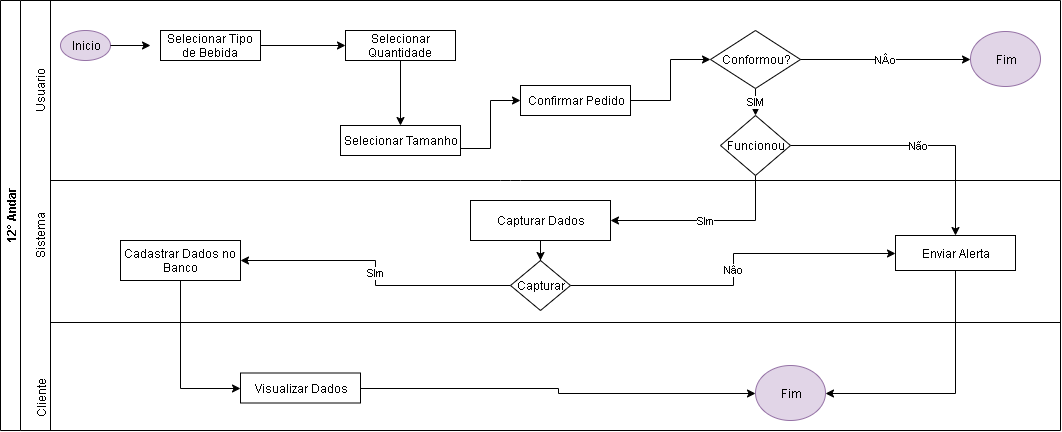 12º Andar
Usuario
Inicio
Selecionar Tipo
de Bebida
Selecionar
Quantidade
Selecionar Tamanho
Confirmar Pedido
Conformou?
NÂo
Fim
SIM
Funcionou
Não
Sistema
Capturar Dados
SIm
Cadastrar Dados no
Banco
SIm
Capturar
Não
Enviar Alerta
Cliente
Visualizar Dados
Fim